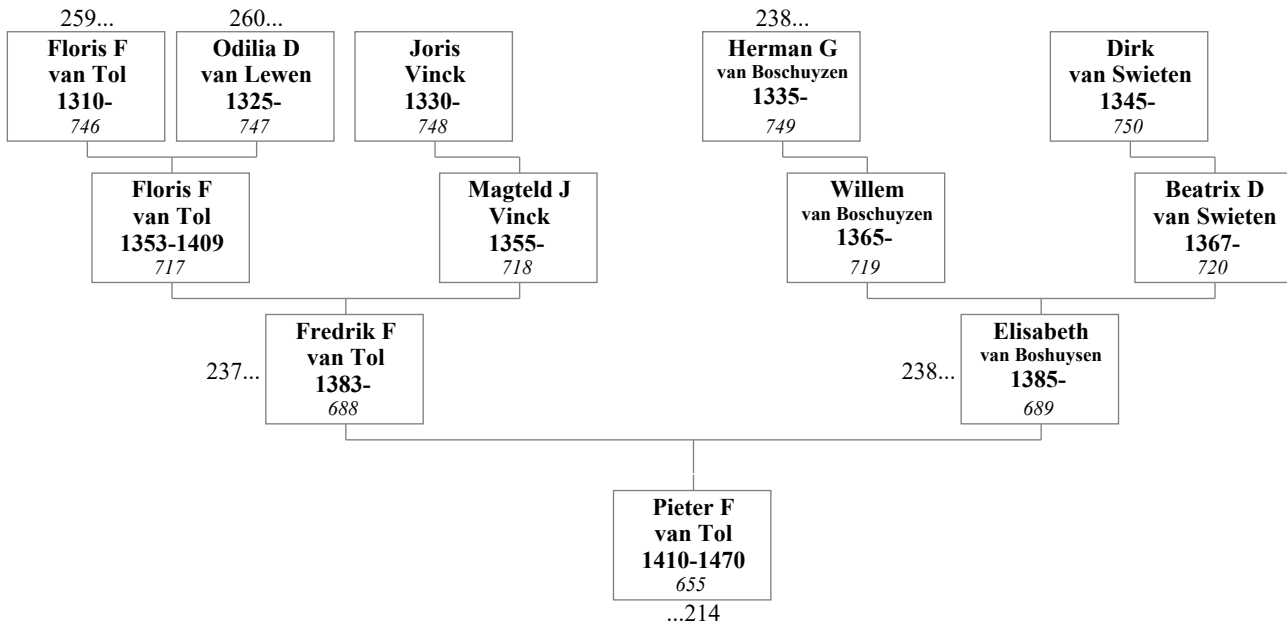 259...
260...
238...
Floris F
van Tol
1310-
746
Odilia D
van Lewen
1325-
747
Joris
Vinck
1330-
748
Herman G
van Boschuyzen
1335-
749
Dirk
van Swieten
1345-
750
Floris F
van Tol
1353-1409
717
Magteld J
Vinck
1355-
718
Willem
van Boschuyzen
1365-
719
Beatrix D
van Swieten
1367-
720
237...
Fredrik F
van Tol
1383-
688
238...
Elisabeth
van Boshuysen
1385-
689
Pieter F
van Tol
1410-1470
655
...214